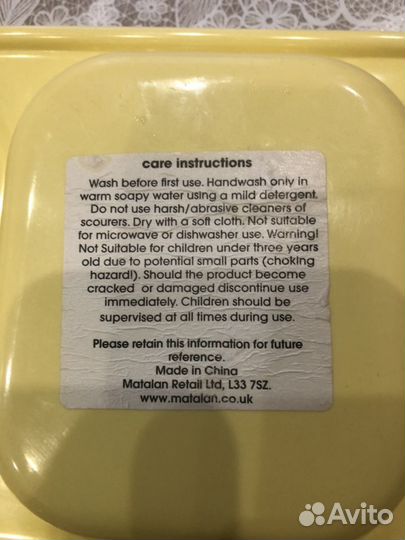 care instructions
Wash before first use. Handwash only in
warm soapy water using a mild detergent.
Do not use harsh/abrasive cleaners of
scourers. Dry with a soft cloth. Not suitable
for microwave or dishwasher use. Warning!
Not Suitable for children under three years
old due to potential small parts (choking
hazard!). Should the product become
cracked or damaged discontinue use
immediately. Children should be
supervised at all times during use.
Please retain this information for future
reference.
Made in China
Matalan Retail Ltd, L33 7SZ.
www.matalan.co.uk
Avito